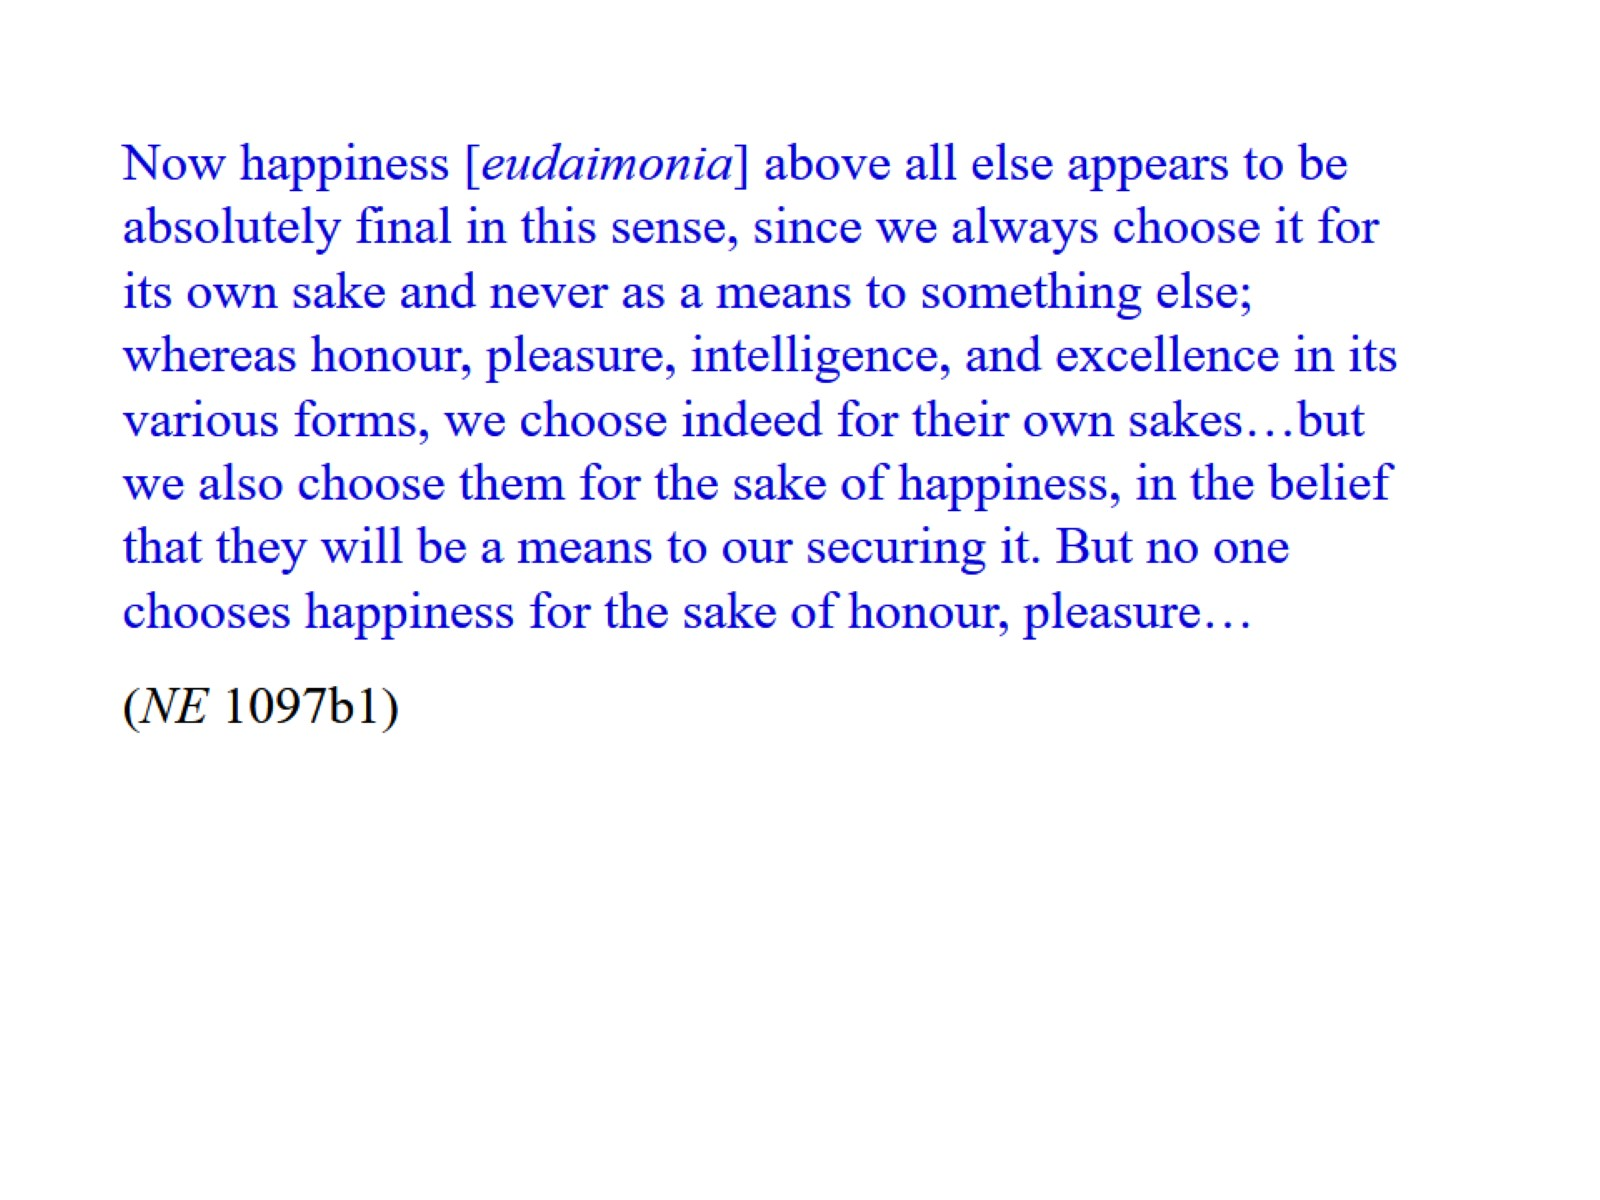 Now happiness [eudaimonia] above all else appears to be
absolutely final in this sense, since we always choose it for
its own sake and never as a means to something else;
whereas honour, pleasure, intelligence, and excellence in its
various forms, we choose indeed for their own sakes…but
we also choose them for the sake of happiness, in the belief
that they will be a means to our securing it. But no one
chooses happiness for the sake of honour, pleasure…
(NE 1097b1)